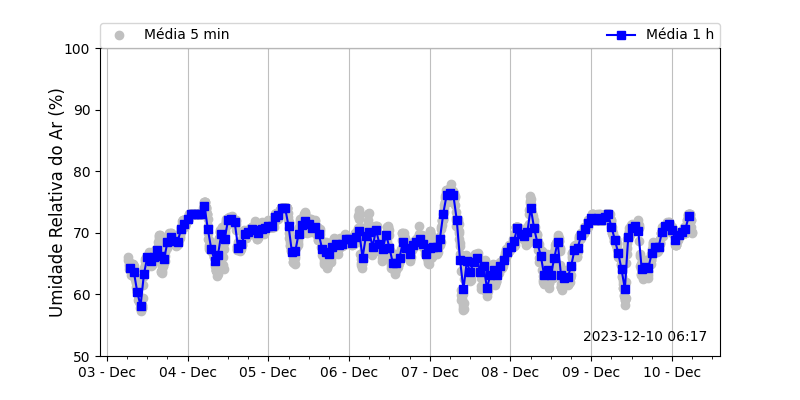 Média 5 min
Média 1 h
Umidade Relativa do Ar (%)
100
90
80
70
60
50
2023-12-10 06:17
03 - Dec
04 - Dec
05 - Dec
06 - Dec
07 - Dec
08 - Dec
09 - Dec
10 - Dec